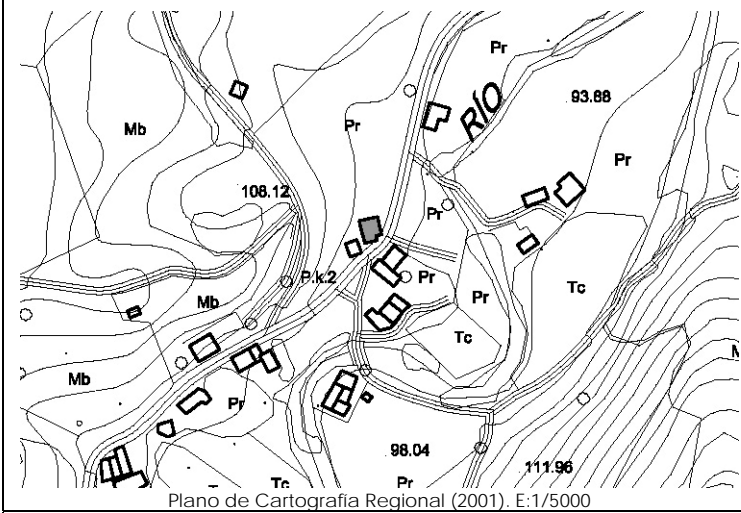 Pr
RÍO
93.88
Mb
Pr
Pr
108.12
Pr
P.k.2
Pr
Mb
Pr
Tc
Tc
Mb
Pr
98.04
111.96
Tc
Pr
Plano de Cartografía Regional (2001). E:1/5000